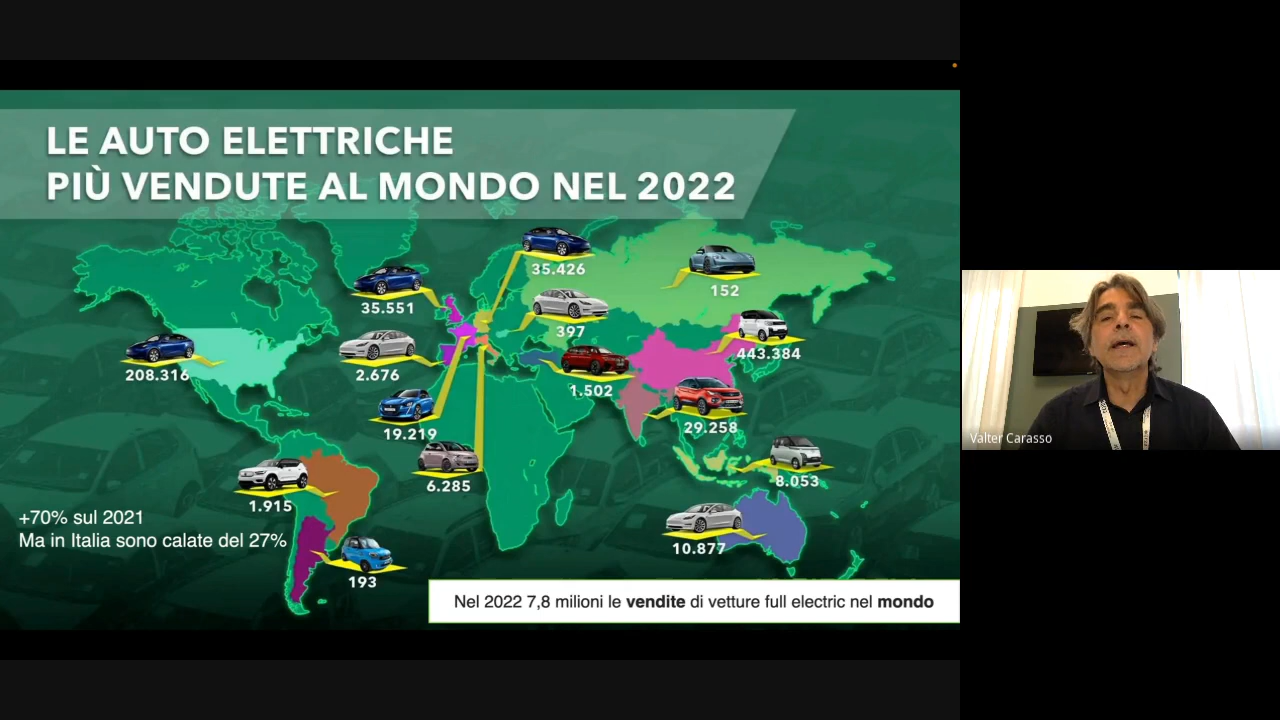 LE AUTO ELETTRICHE
PIÙ VENDUTE AL MONDO NEL 2022
35.426
152
35.551
397
443.384
208.316
2.676
1.502
19.219
29.258
6.285
8.053
1.915
+70% sul 2021
Ma in Italia sono calate del 27%
10.877
193
Nel 2022 7,8 milioni le vendite di vetture full electric nel mondo
Valter Carasso